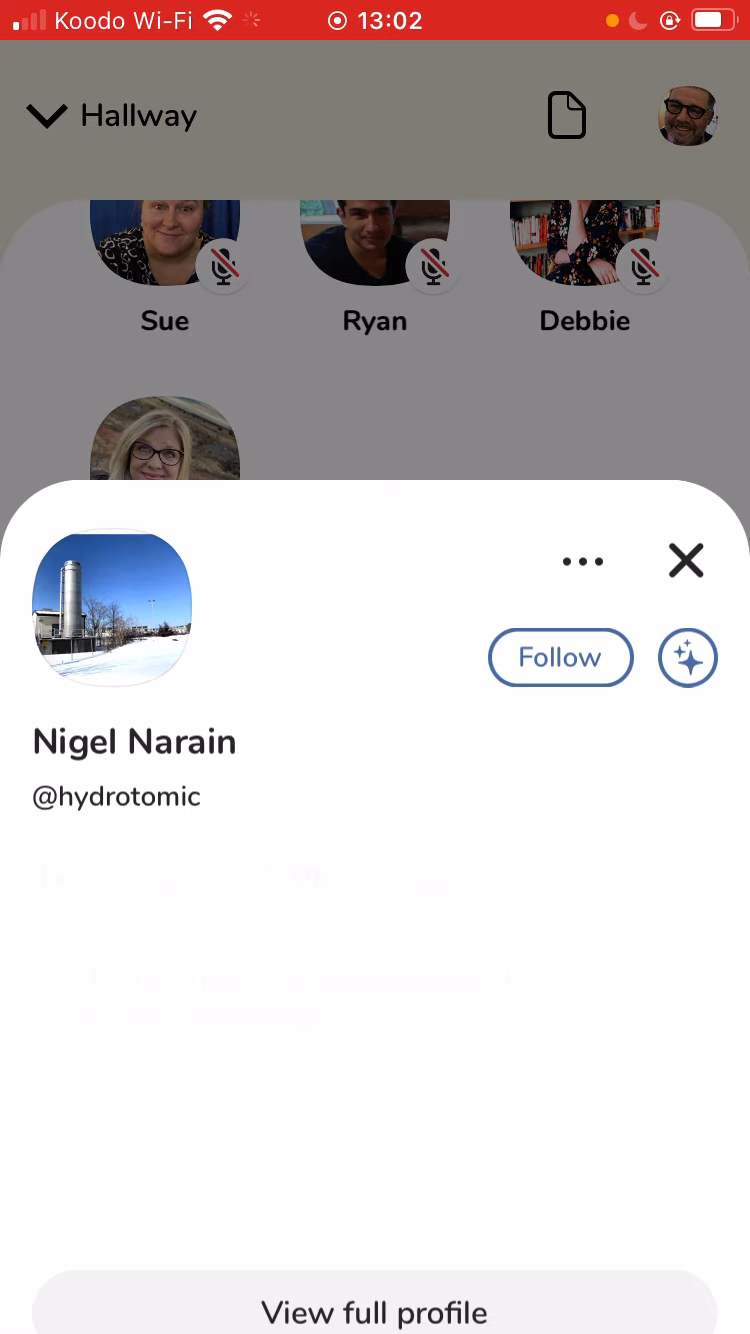 Koodo Wi-Fi 13:02
Hallway
Sue Ryan Debbie
Follow
Nigel Narain
@hydrotomic
View full profile